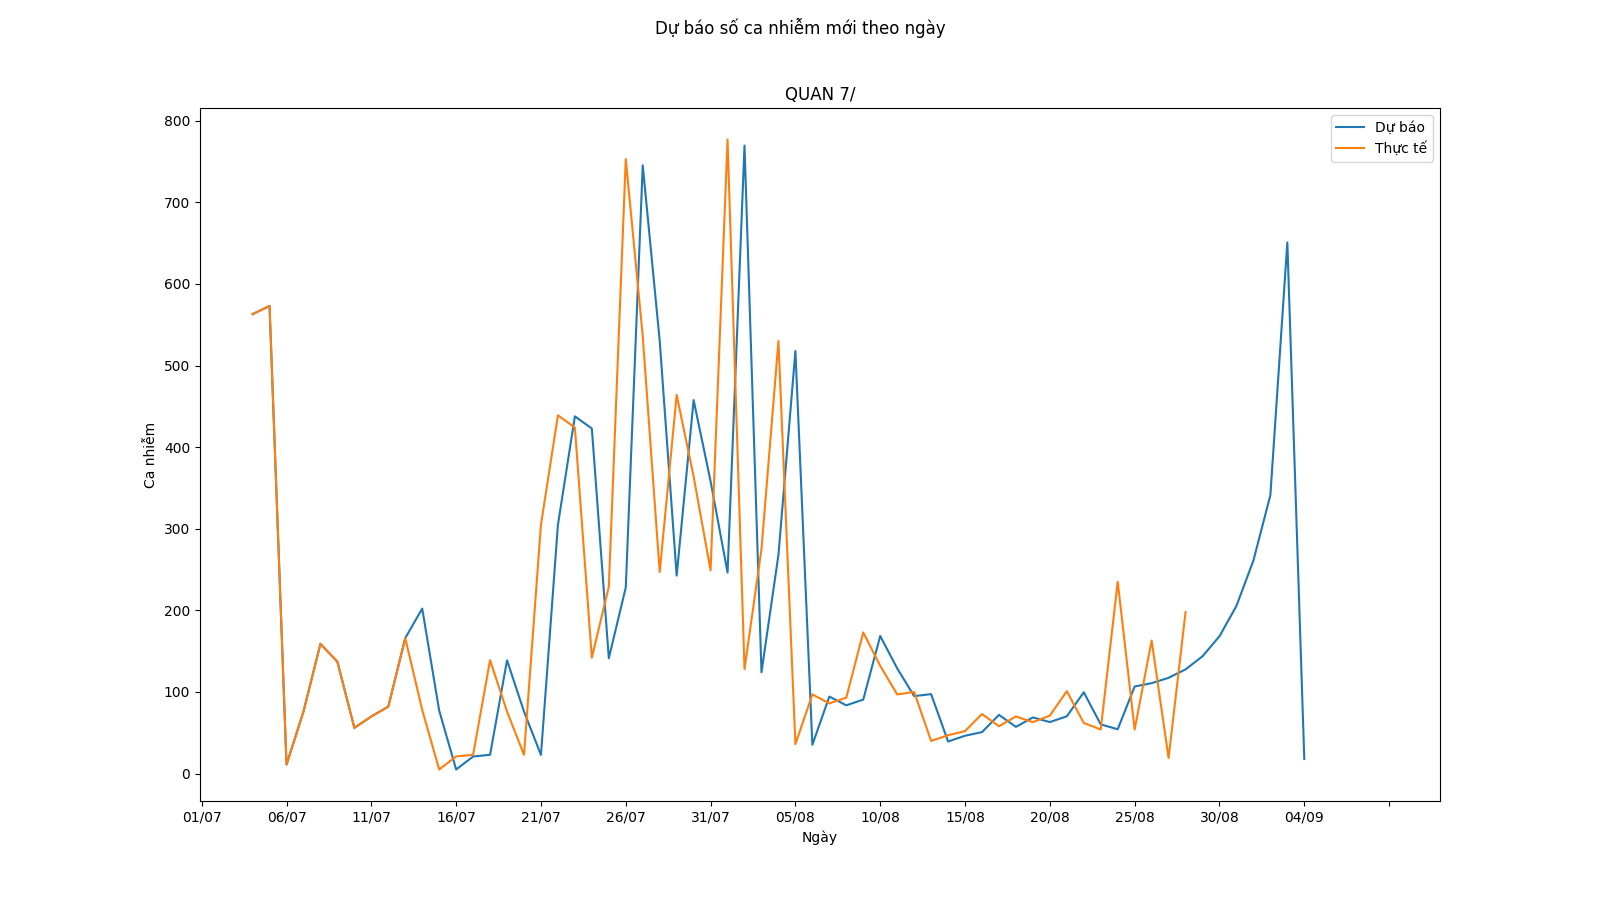 Dự báo số ca nhiễm mới theo ngày
QUAN 7/
Dự báo
Thực tế
800
700
600
500
400
300
200
100
0
Ca nhiễm
01/07 06/07 11/07 16/07 21/07 26/07 31/07 05/08 10/08 15/08 20/08 25/08 30/08 04/09
Ngày